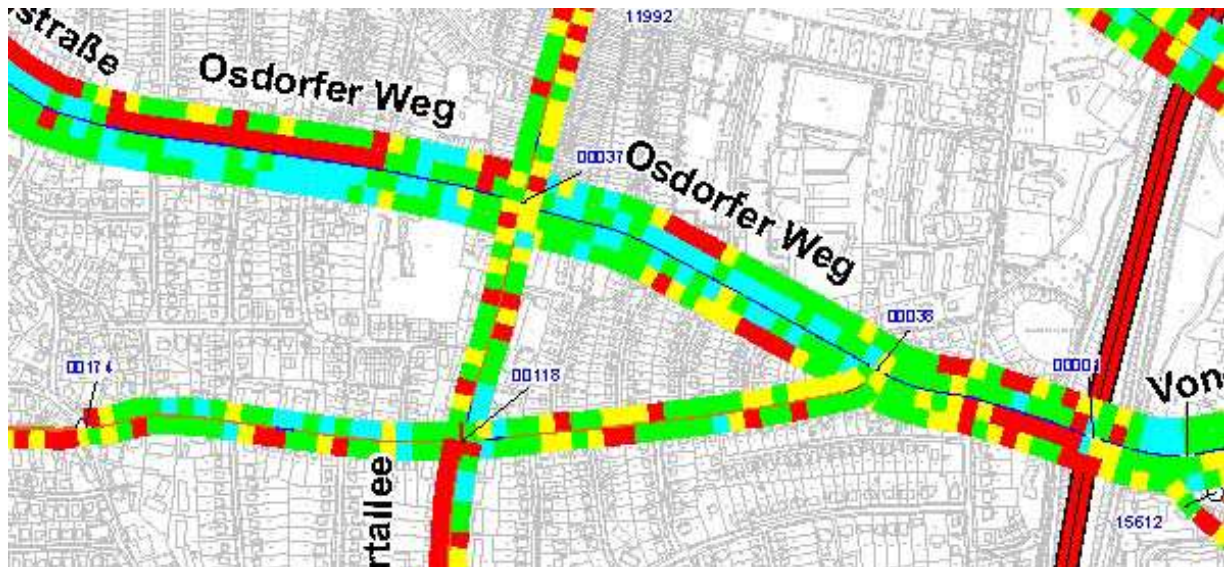 11992
straße
Osdorfer Weg
00037
Osdorfer Weg
00038
00174
00118
00001
Von-
rtallee
15612